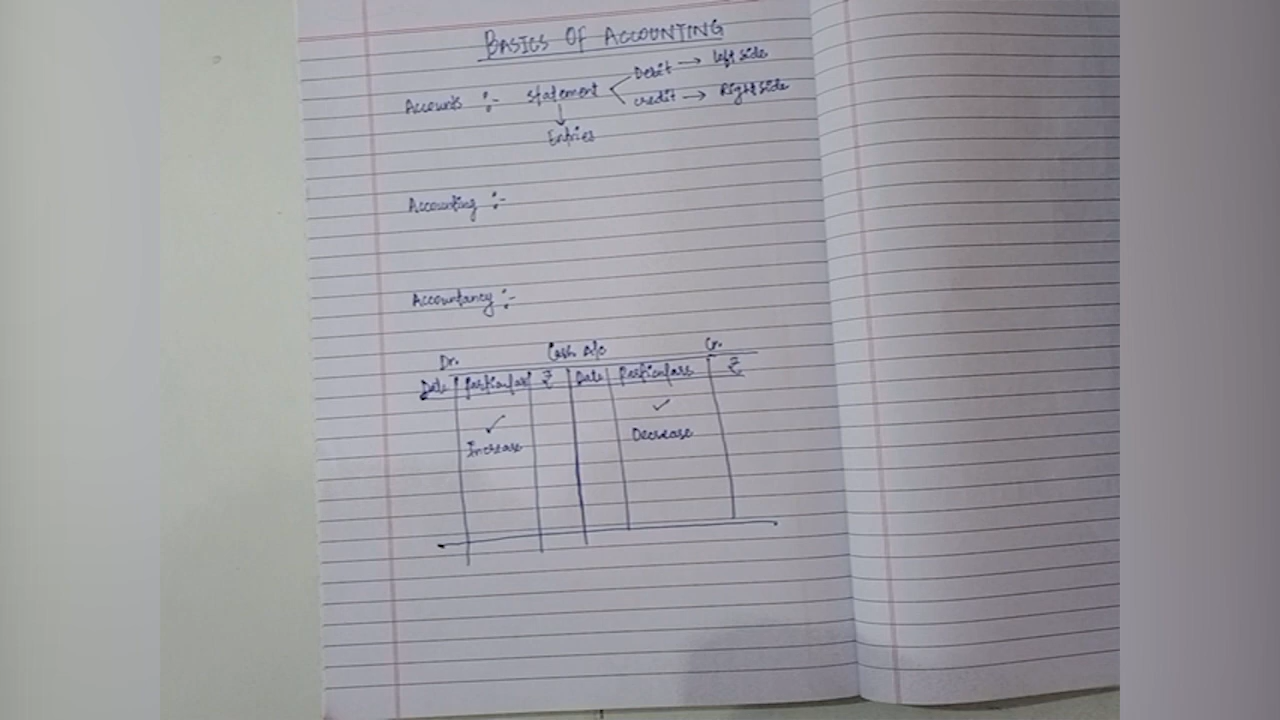 BASICS OF ACCOUNTING
Accounts :- Statement Debit → left side
credit → Right side
↓
Entries
Accounting :-
Accountancy :-
Dr. Cash A/c Cr.
Date Particulars ₹ Date Particulars ₹
✓ ✓
Increase Decrease